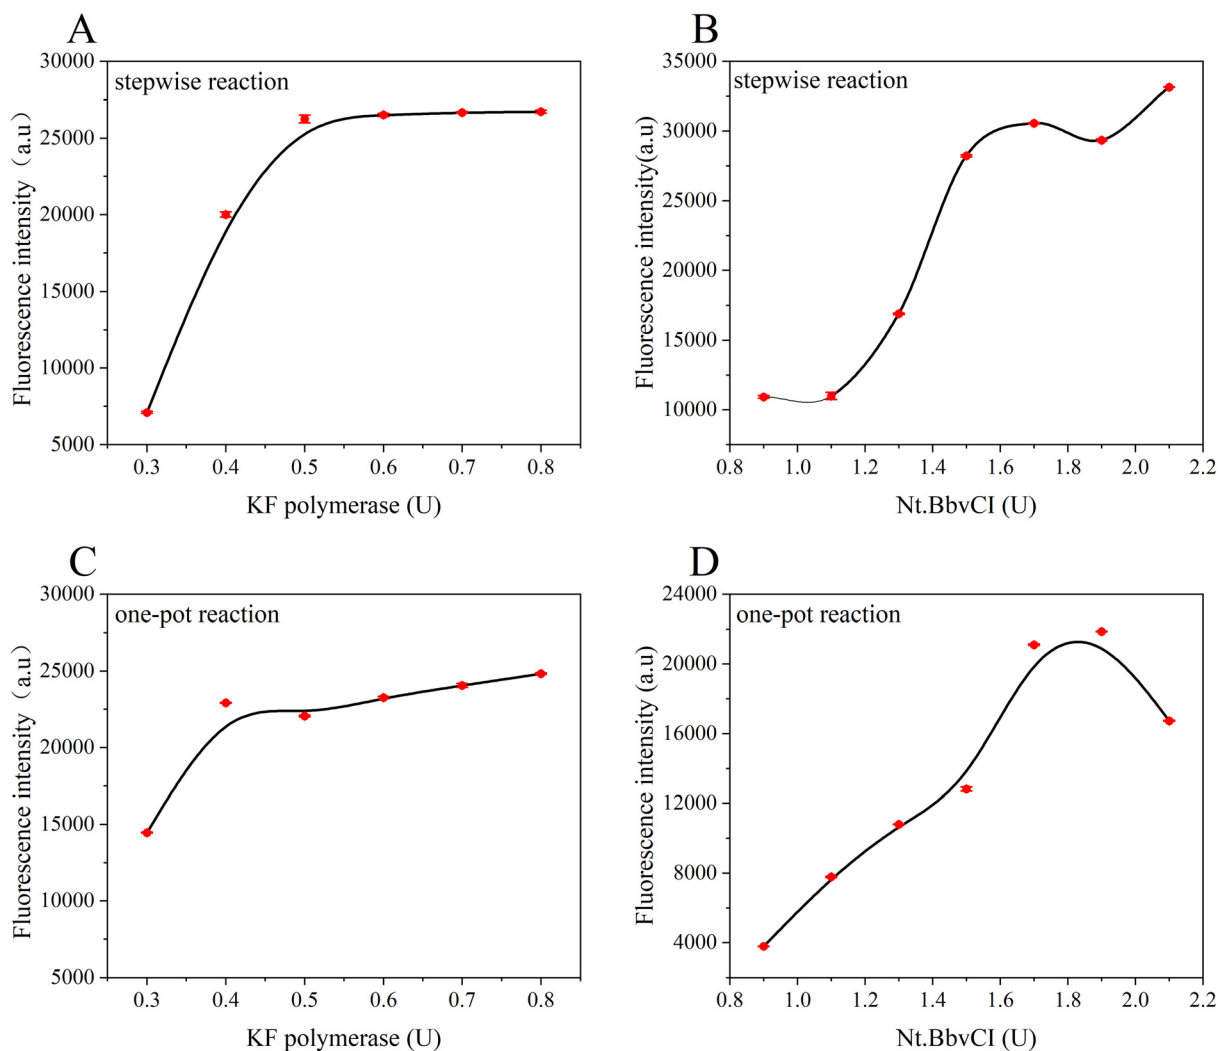 A
stepwise reaction
30000
25000
20000
15000
10000
5000
0.3 0.4 0.5 0.6 0.7 0.8
KF polymerase (U)
Fluorescence intensity（a.u）
B
stepwise reaction
35000
30000
25000
20000
15000
10000
0.8 1.0 1.2 1.4 1.6 1.8 2.0 2.2
Nt.BbvCI (U)
Fluorescence intensity(a.u)
C
one-pot reaction
30000
25000
20000
15000
10000
5000
0.3 0.4 0.5 0.6 0.7 0.8
KF polymerase (U)
Fluorescence intensity（a.u）
D
one-pot reaction
24000
20000
16000
12000
8000
4000
0.8 1.0 1.2 1.4 1.6 1.8 2.0 2.2
Nt.BbvCI (U)
Fluorescence intensity (a.u)